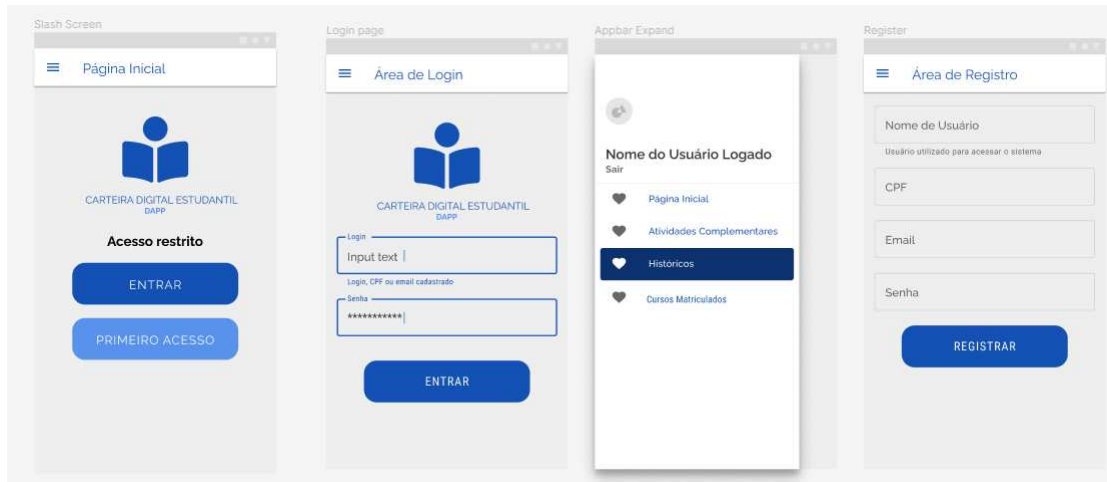 Slash Screen
Página Inicial
CARTEIRA DIGITAL ESTUDANTIL
DAPP
Acesso restrito
ENTRAR
PRIMEIRO ACESSO
Login page
Área de Login
CARTEIRA DIGITAL ESTUDANTIL
DAPP
Login
Input text
Login, CPF ou email cadastrado
Senha
***********
ENTRAR
Appbar Expand
Nome do Usuário Logado
Sair
Página Inicial
Atividades Complementares
Históricos
Cursos Matriculados
Register
Área de Registro
Nome de Usuário
Usuário utilizado para acessar o sistema
CPF
Email
Senha
REGISTRAR